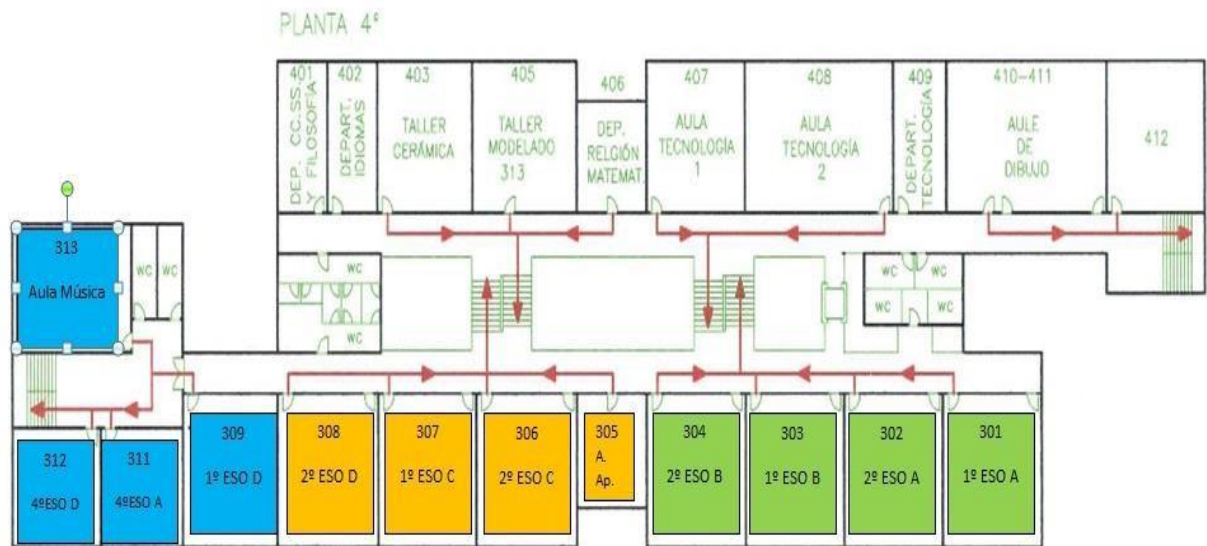 PLANTA 4º
401
DEP. CC.SS.
Y FILOSOFÍA
402
DEPART.
IDIOMAS
403
TALLER
CERÁMICA
405
TALLER
MODELADO
313
406
DEP.
RELGIÓN
MATEMAT.
407
AULA
TECNOLOGÍA
1
408
AULA
TECNOLOGÍA
2
409
DEPART.
TECNOLOGÍA
410-411
AULE
DE
DIBUJO
412
313
Aula Música
WC
WC
WC
WC
WC
WC
WC
WC
312
4ºESO D
311
4ºESO A
309
1º ESO D
308
2º ESO D
307
1º ESO C
306
2º ESO C
305
A.
Ap.
304
2º ESO B
303
1º ESO B
302
2º ESO A
301
1º ESO A